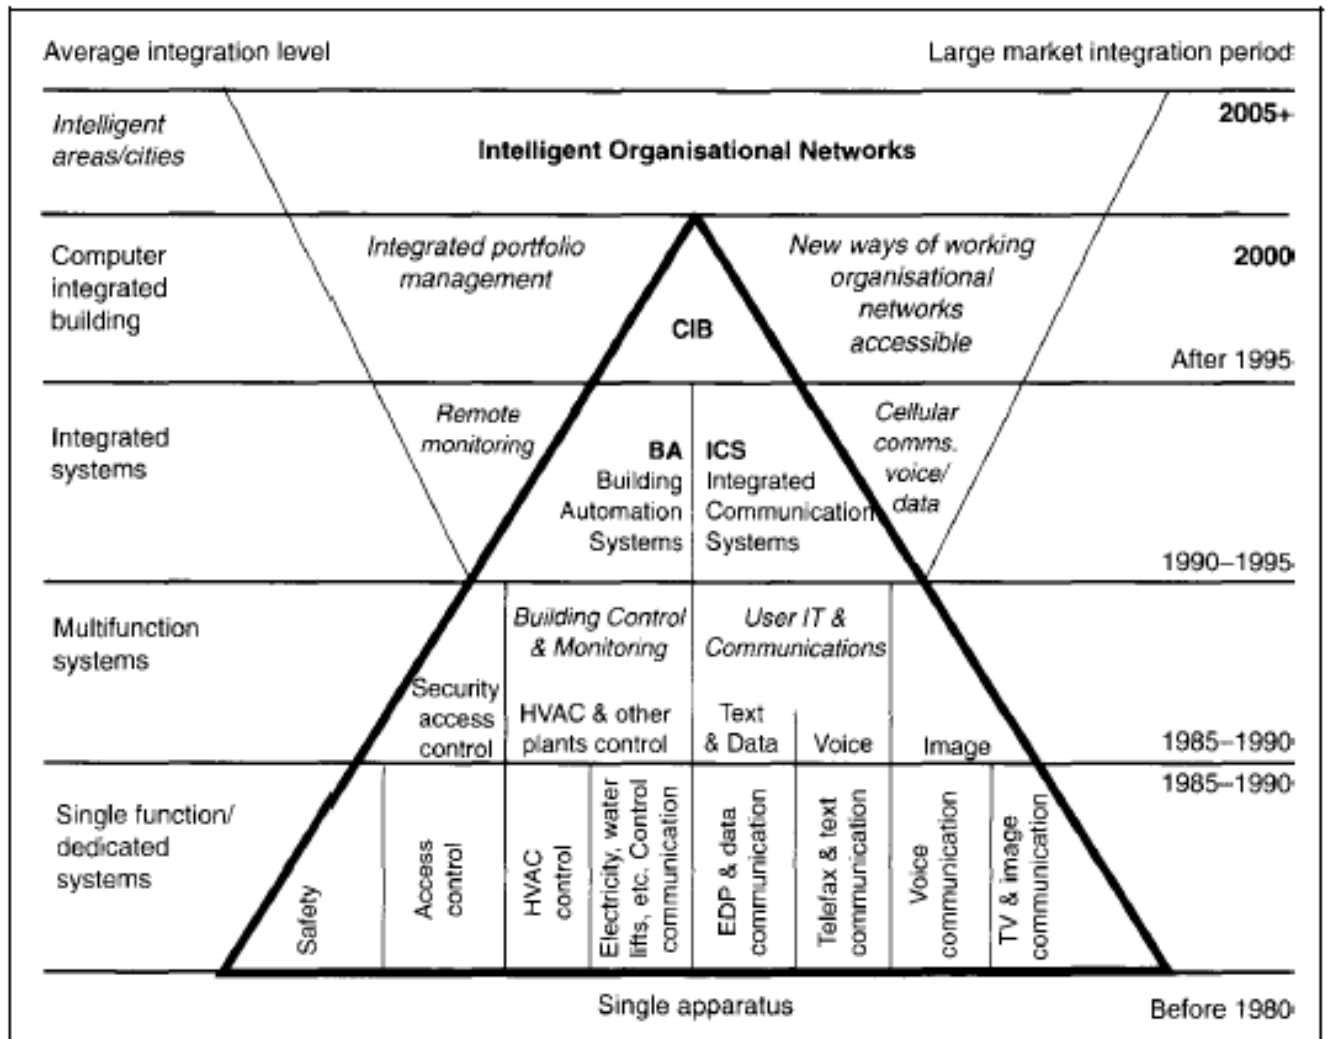 Average integration level
Large market integration period
Intelligent
areas/cities
Intelligent Organisational Networks
2005+
Computer
integrated
building
Integrated portfolio
management
CIB
New ways of working
organisational
networks
accessible
2000
After 1995
Integrated
systems
Remote
monitoring
BA
Building
Automation
Systems
ICS
Integrated
Communication
Systems
Cellular
comms.
voice/
data
1990–1995
Multifunction
systems
Security
access
control
Building Control
& Monitoring
HVAC & other
plants control
User IT &
Communications
Text
& Data
Voice
Image
1985–1990
1985–1990
Single function/
dedicated
systems
Safety
Access
control
HVAC
control
Electricity, water
lifts, etc. Control
communication
EDP & data
communication
Telefax & text
communication
Voice
communication
TV & image
communication
Single apparatus
Before 1980